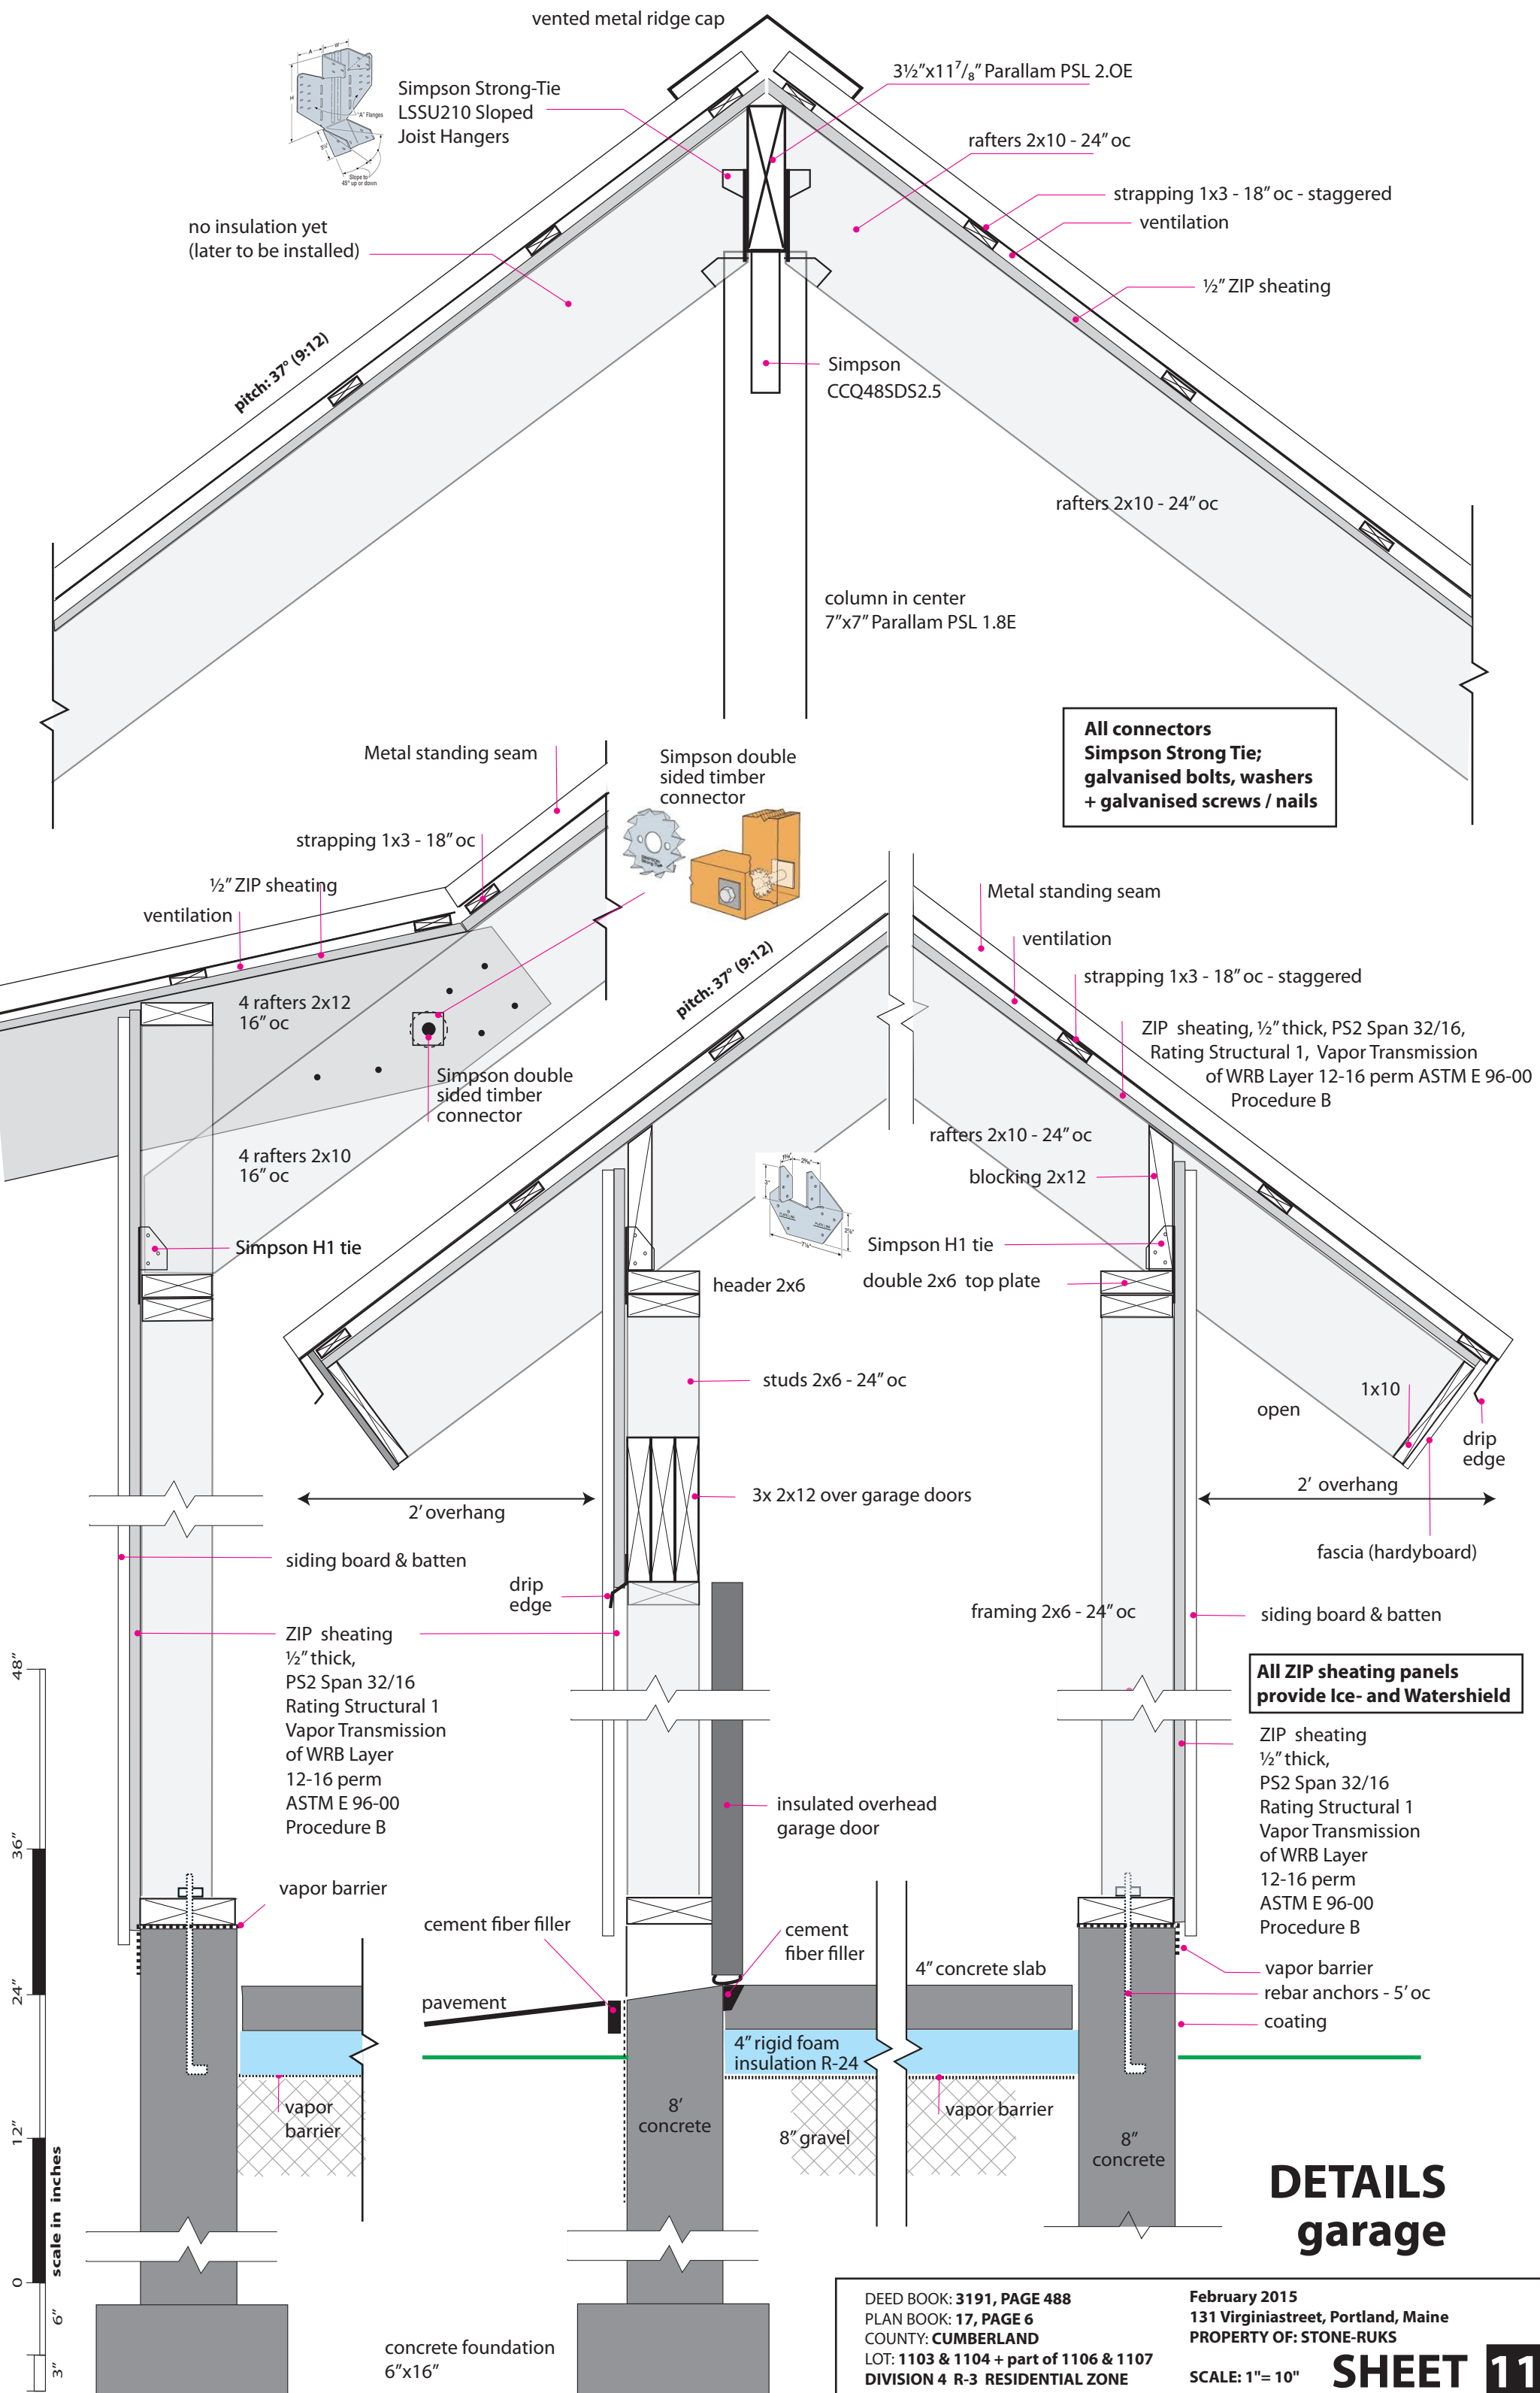 vented metal ridge cap
Simpson Strong-Tie
LSSU210 Sloped
Joist Hangers
A
W
H
"A" Flanges
Slope to
45° up or down
3½"x11⁷/₈" Parallam PSL 2.OE
rafters 2x10 - 24" oc
strapping 1x3 - 18" oc - staggered
ventilation
½" ZIP sheating
no insulation yet
(later to be installed)
pitch: 37° (9:12)
Simpson
CCQ48SDS2.5
rafters 2x10 - 24" oc
column in center
7"x7" Parallam PSL 1.8E
All connectors
Simpson Strong Tie;
galvanised bolts, washers
+ galvanised screws / nails
Metal standing seam
Simpson double
sided timber
connector
strapping 1x3 - 18" oc
½" ZIP sheating
ventilation
4 rafters 2x12
16" oc
Simpson double
sided timber
connector
4 rafters 2x10
16" oc
Simpson H1 tie
pitch: 37° (9:12)
Metal standing seam
ventilation
strapping 1x3 - 18" oc - staggered
ZIP sheating, ½" thick, PS2 Span 32/16,
Rating Structural 1, Vapor Transmission
of WRB Layer 12-16 perm ASTM E 96-00
Procedure B
rafters 2x10 - 24" oc
blocking 2x12
Simpson H1 tie
double 2x6 top plate
header 2x6
studs 2x6 - 24" oc
1x10
open
drip
edge
2' overhang
3x 2x12 over garage doors
2' overhang
fascia (hardyboard)
siding board & batten
drip
edge
framing 2x6 - 24" oc
siding board & batten
ZIP sheating
½" thick,
PS2 Span 32/16
Rating Structural 1
Vapor Transmission
of WRB Layer
12-16 perm
ASTM E 96-00
Procedure B
All ZIP sheating panels
provide Ice- and Watershield
ZIP sheating
½" thick,
PS2 Span 32/16
Rating Structural 1
Vapor Transmission
of WRB Layer
12-16 perm
ASTM E 96-00
Procedure B
insulated overhead
garage door
vapor barrier
cement fiber filler
cement
fiber filler
4" concrete slab
vapor barrier
rebar anchors - 5' oc
coating
pavement
4" rigid foam
insulation R-24
vapor
barrier
8'
concrete
8" gravel
vapor barrier
8"
concrete
48"
36"
24"
12"
0
6"
3"
scale in inches
concrete foundation
6"x16"
DETAILS
garage
DEED BOOK: 3191, PAGE 488
PLAN BOOK: 17, PAGE 6
COUNTY: CUMBERLAND
LOT: 1103 & 1104 + part of 1106 & 1107
DIVISION 4 R-3 RESIDENTIAL ZONE
February 2015
131 Virginiastreet, Portland, Maine
PROPERTY OF: STONE-RUKS
SCALE: 1"= 10"
SHEET 11